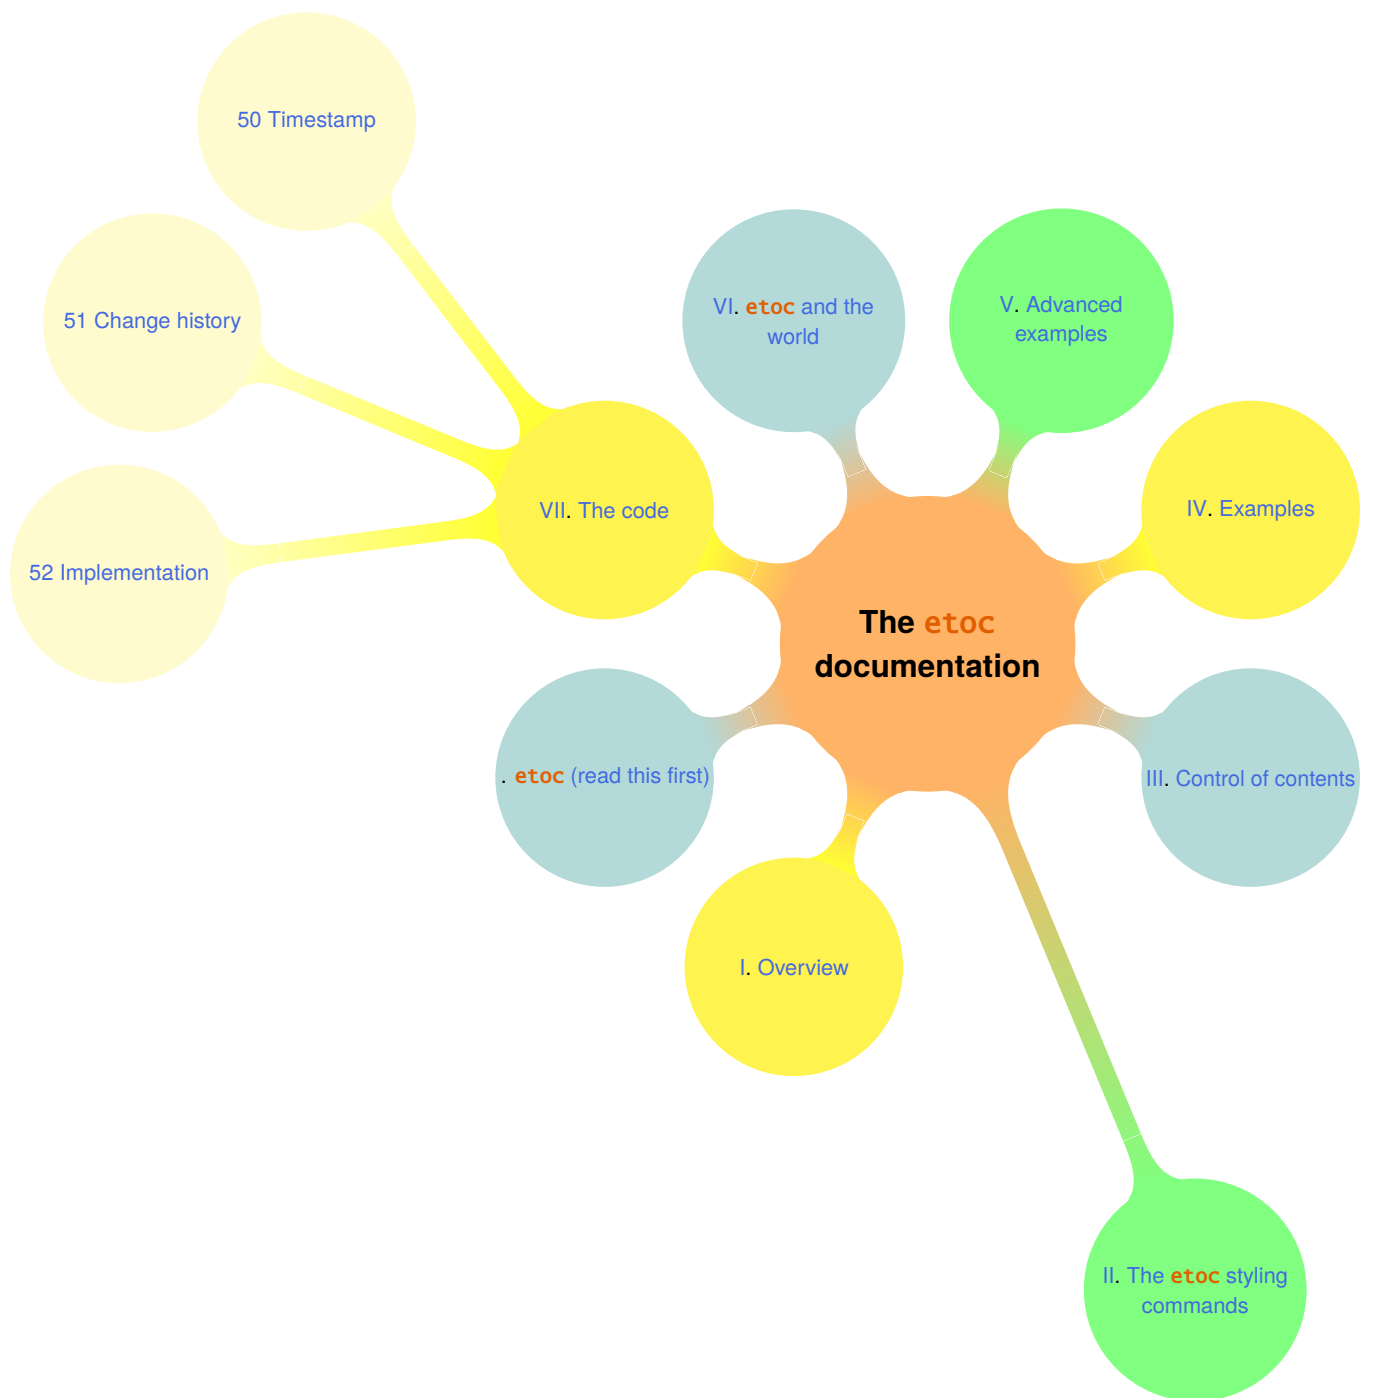 50 Timestamp
51 Change history
52 Implementation
VII. The code
VI. etoc and the
world
V. Advanced
examples
IV. Examples
The etoc
documentation
III. Control of contents
. etoc (read this first)
I. Overview
II. The etoc styling
commands